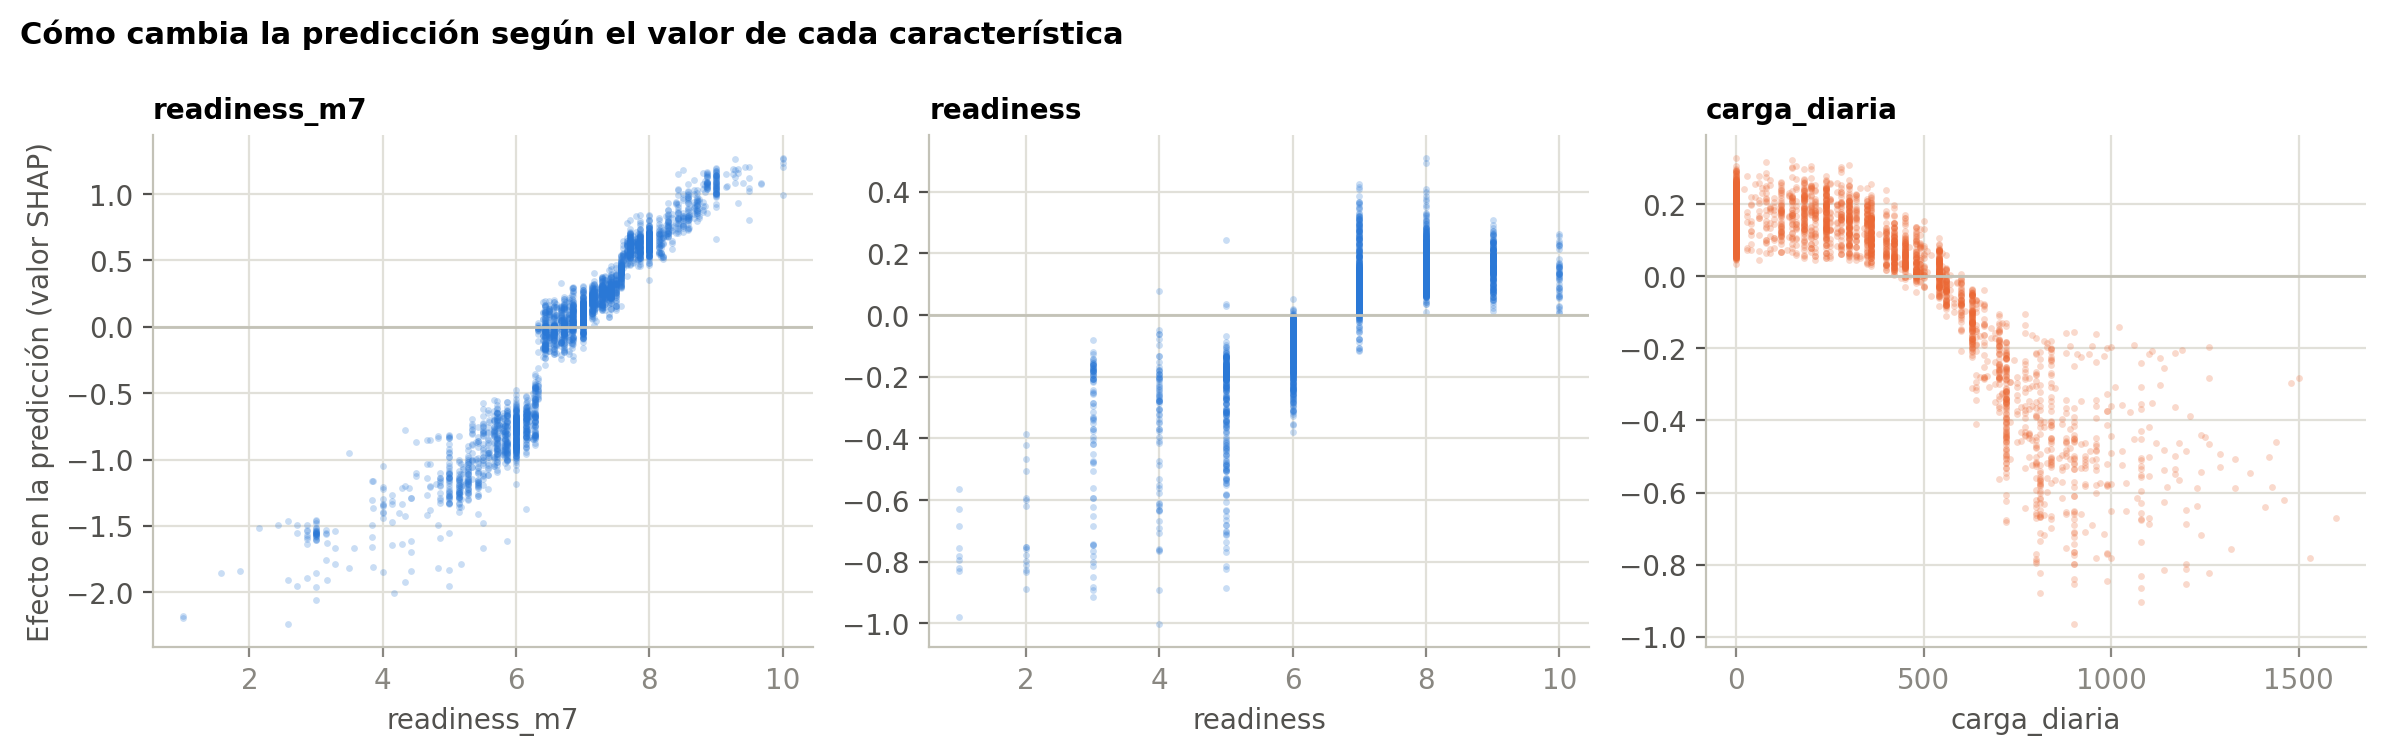 Cómo cambia la predicción según el valor de cada característica
readiness_m7
readiness
carga_diaria
Efecto en la predicción (valor SHAP)
1.0
0.5
0.0
−0.5
−1.0
−1.5
−2.0
2 4 6 8 10
readiness_m7
0.4
0.2
0.0
−0.2
−0.4
−0.6
−0.8
−1.0
2 4 6 8 10
readiness
0.2
0.0
−0.2
−0.4
−0.6
−0.8
−1.0
0 500 1000 1500
carga_diaria